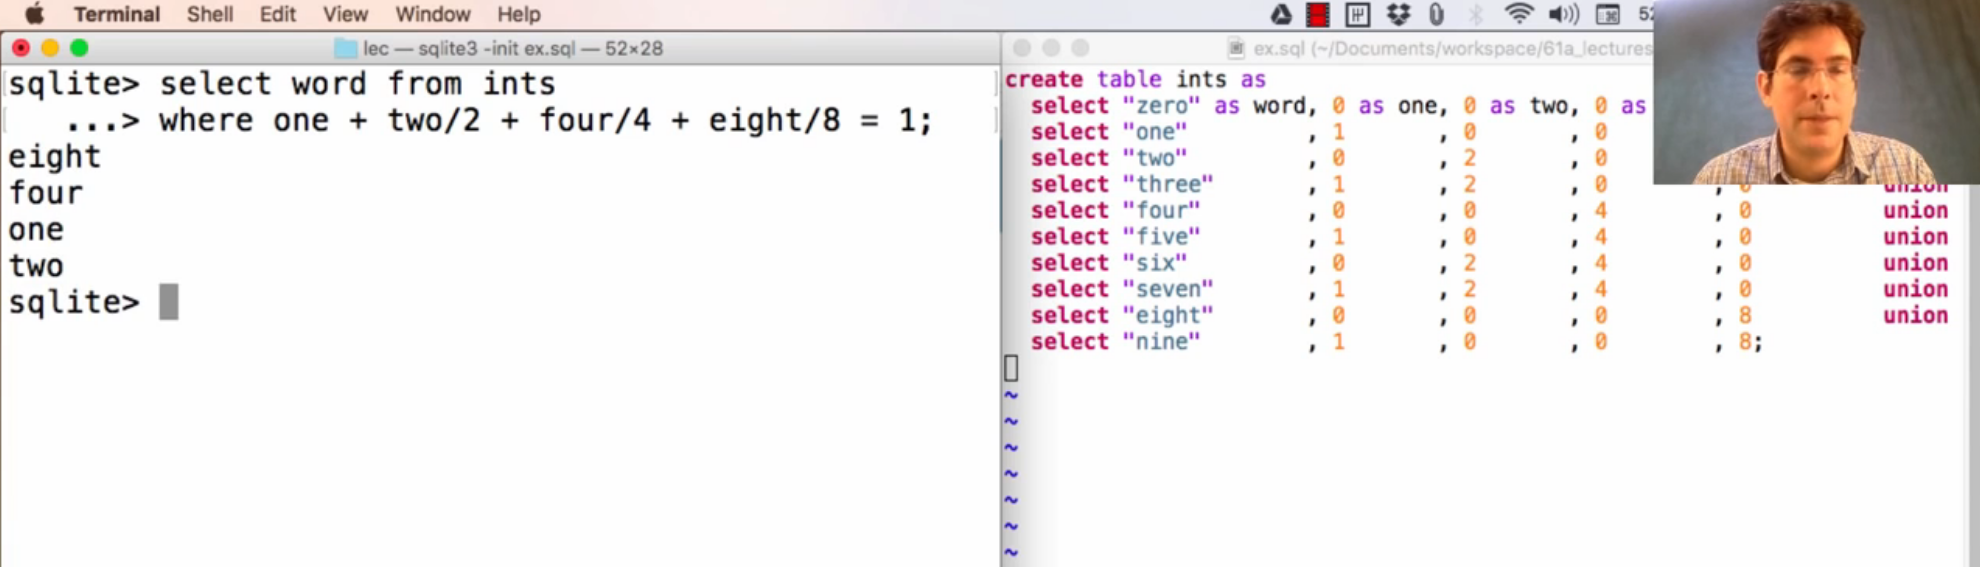 Terminal Shell Edit View Window Help
lec — sqlite3 -init ex.sql — 52×28
sqlite> select word from ints
...> where one + two/2 + four/4 + eight/8 = 1;
eight
four
one
two
sqlite>
ex.sql (~/Documents/workspace/61a_lectures
create table ints as
select "zero" as word, 0 as one, 0 as two, 0 as
select "one" , 1 , 0 , 0
select "two" , 0 , 2 , 0
select "three" , 1 , 2 , 0 , 0 union
select "four" , 0 , 0 , 4 , 0 union
select "five" , 1 , 0 , 4 , 0 union
select "six" , 0 , 2 , 4 , 0 union
select "seven" , 1 , 2 , 4 , 0 union
select "eight" , 0 , 0 , 0 , 8 union
select "nine" , 1 , 0 , 0 , 8;
~
~
~
~
~
~
~